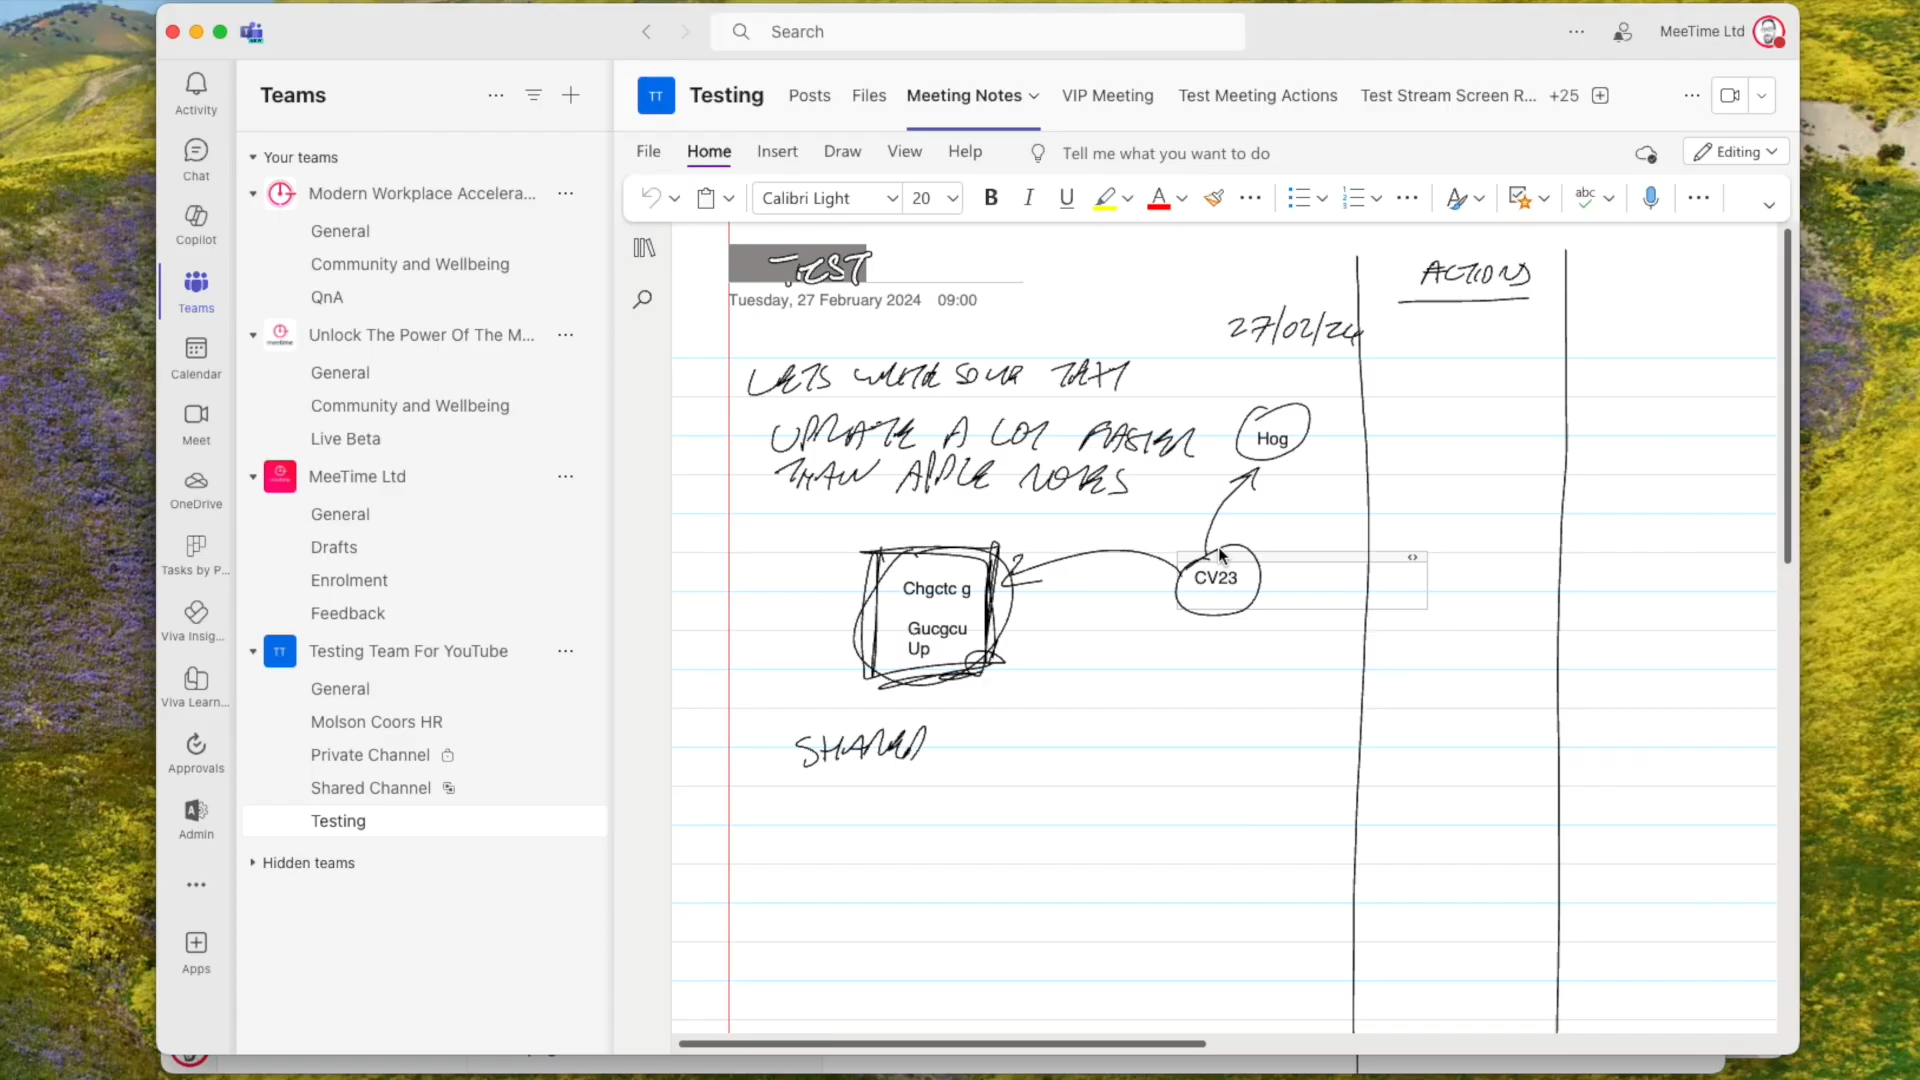 Search
MeeTime Ltd
Activity
Chat
Copilot
Teams
Calendar
Meet
OneDrive
Tasks by P...
Viva Insig...
Viva Learn...
Approvals
Admin
Apps
Teams
Your teams
Modern Workplace Accelera...
General
Community and Wellbeing
QnA
Unlock The Power Of The M...
General
Community and Wellbeing
Live Beta
MeeTime Ltd
General
Drafts
Enrolment
Feedback
TT Testing Team For YouTube
General
Molson Coors HR
Private Channel
Shared Channel
Testing
Hidden teams
TT Testing Posts Files Meeting Notes VIP Meeting Test Meeting Actions Test Stream Screen R... +25
File Home Insert Draw View Help Tell me what you want to do Editing
Calibri Light 20 B I U A abc
TEST
Tuesday, 27 February 2024 09:00
ACTIONS
27/02/24
LETS WRITE SOME TEXT
UPDATE A LOT FASTER
THAN APPLE NOTES
Hog
CV23
Chgctc g
Gucgcu
Up
SHARED